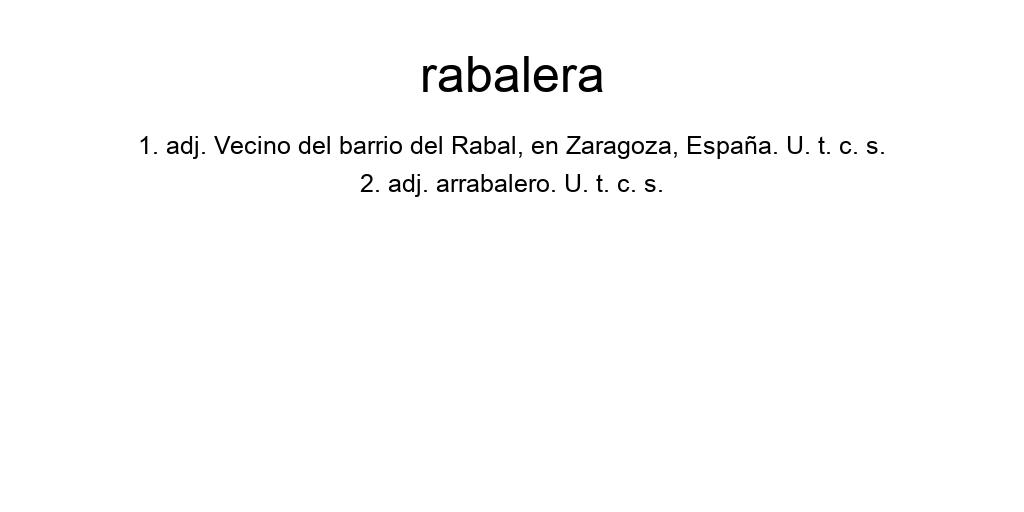 rabalera
1. adj. Vecino del barrio del Rabal, en Zaragoza, España. U. t. c. s.
2. adj. arrabalero. U. t. c. s.